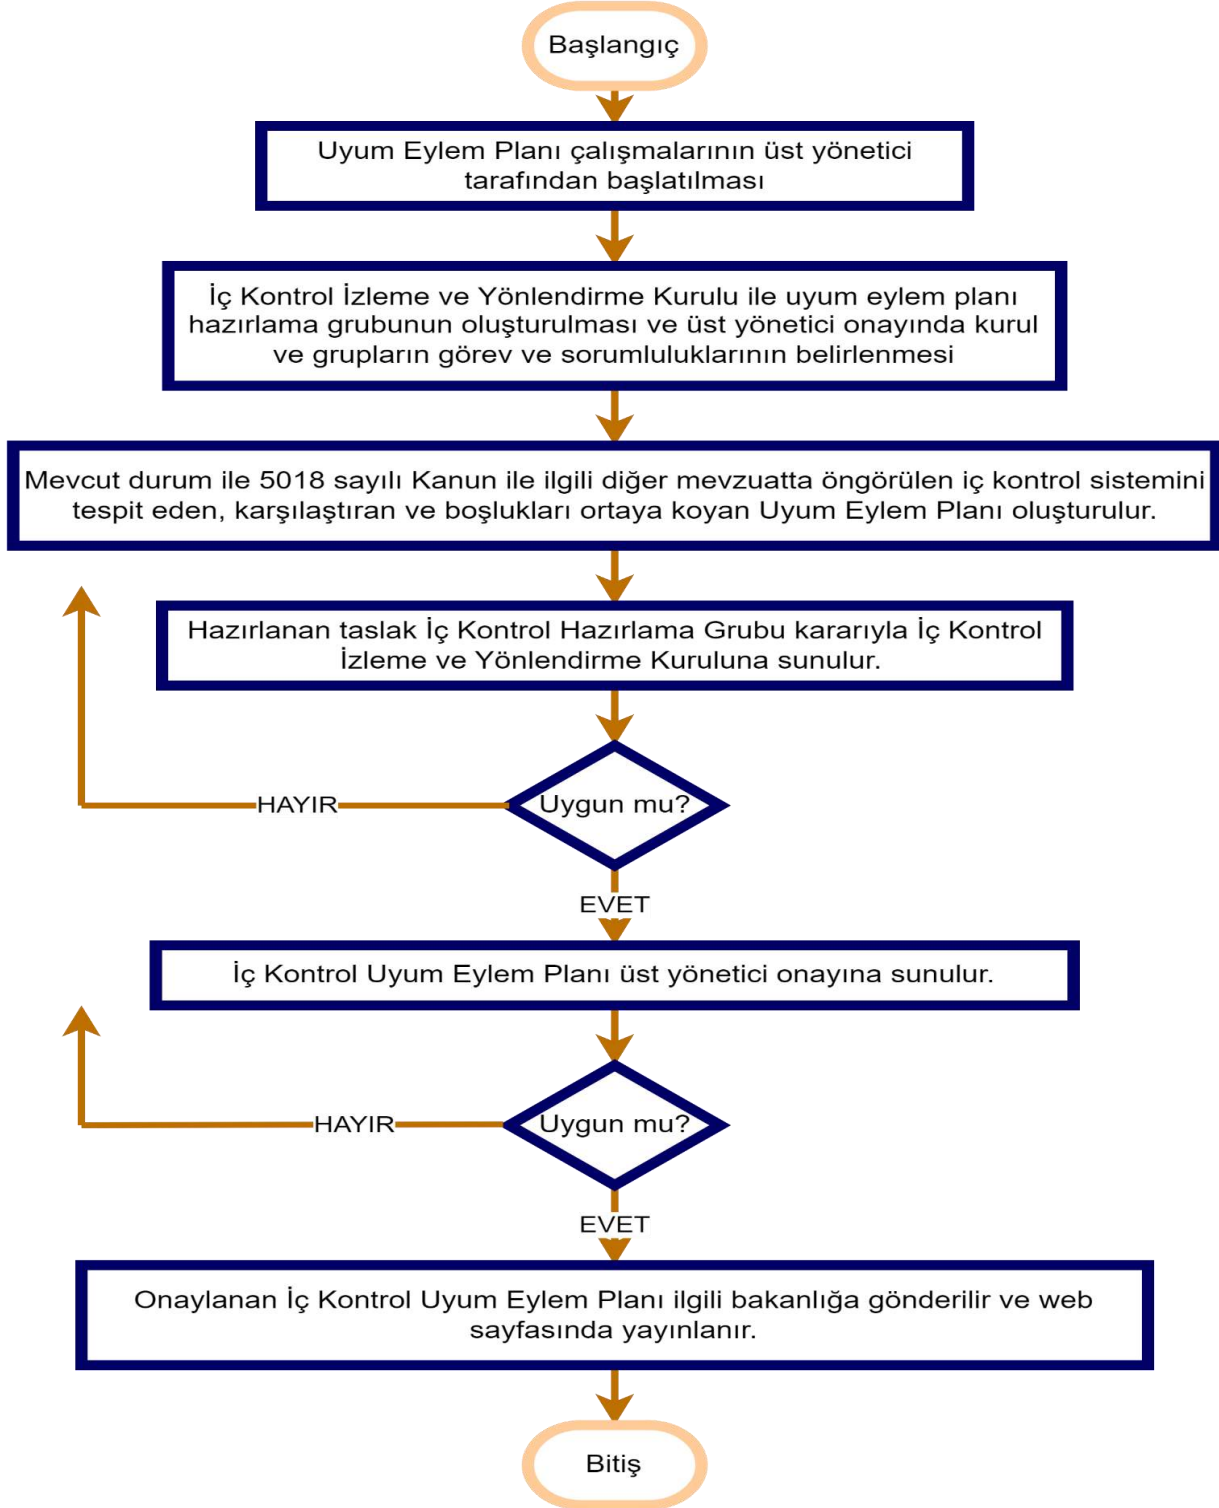 Başlangıç
Uyum Eylem Planı çalışmalarının üst yönetici
tarafından başlatılması
İç Kontrol İzleme ve Yönlendirme Kurulu ile uyum eylem planı
hazırlama grubunun oluşturulması ve üst yönetici onayında kurul
ve grupların görev ve sorumluluklarının belirlenmesi
Mevcut durum ile 5018 sayılı Kanun ile ilgili diğer mevzuatta öngörülen iç kontrol sistemini
tespit eden, karşılaştıran ve boşlukları ortaya koyan Uyum Eylem Planı oluşturulur.
Hazırlanan taslak İç Kontrol Hazırlama Grubu kararıyla İç Kontrol
İzleme ve Yönlendirme Kuruluna sunulur.
Uygun mu?
HAYIR
EVET
İç Kontrol Uyum Eylem Planı üst yönetici onayına sunulur.
Uygun mu?
HAYIR
EVET
Onaylanan İç Kontrol Uyum Eylem Planı ilgili bakanlığa gönderilir ve web
sayfasında yayınlanır.
Bitiş